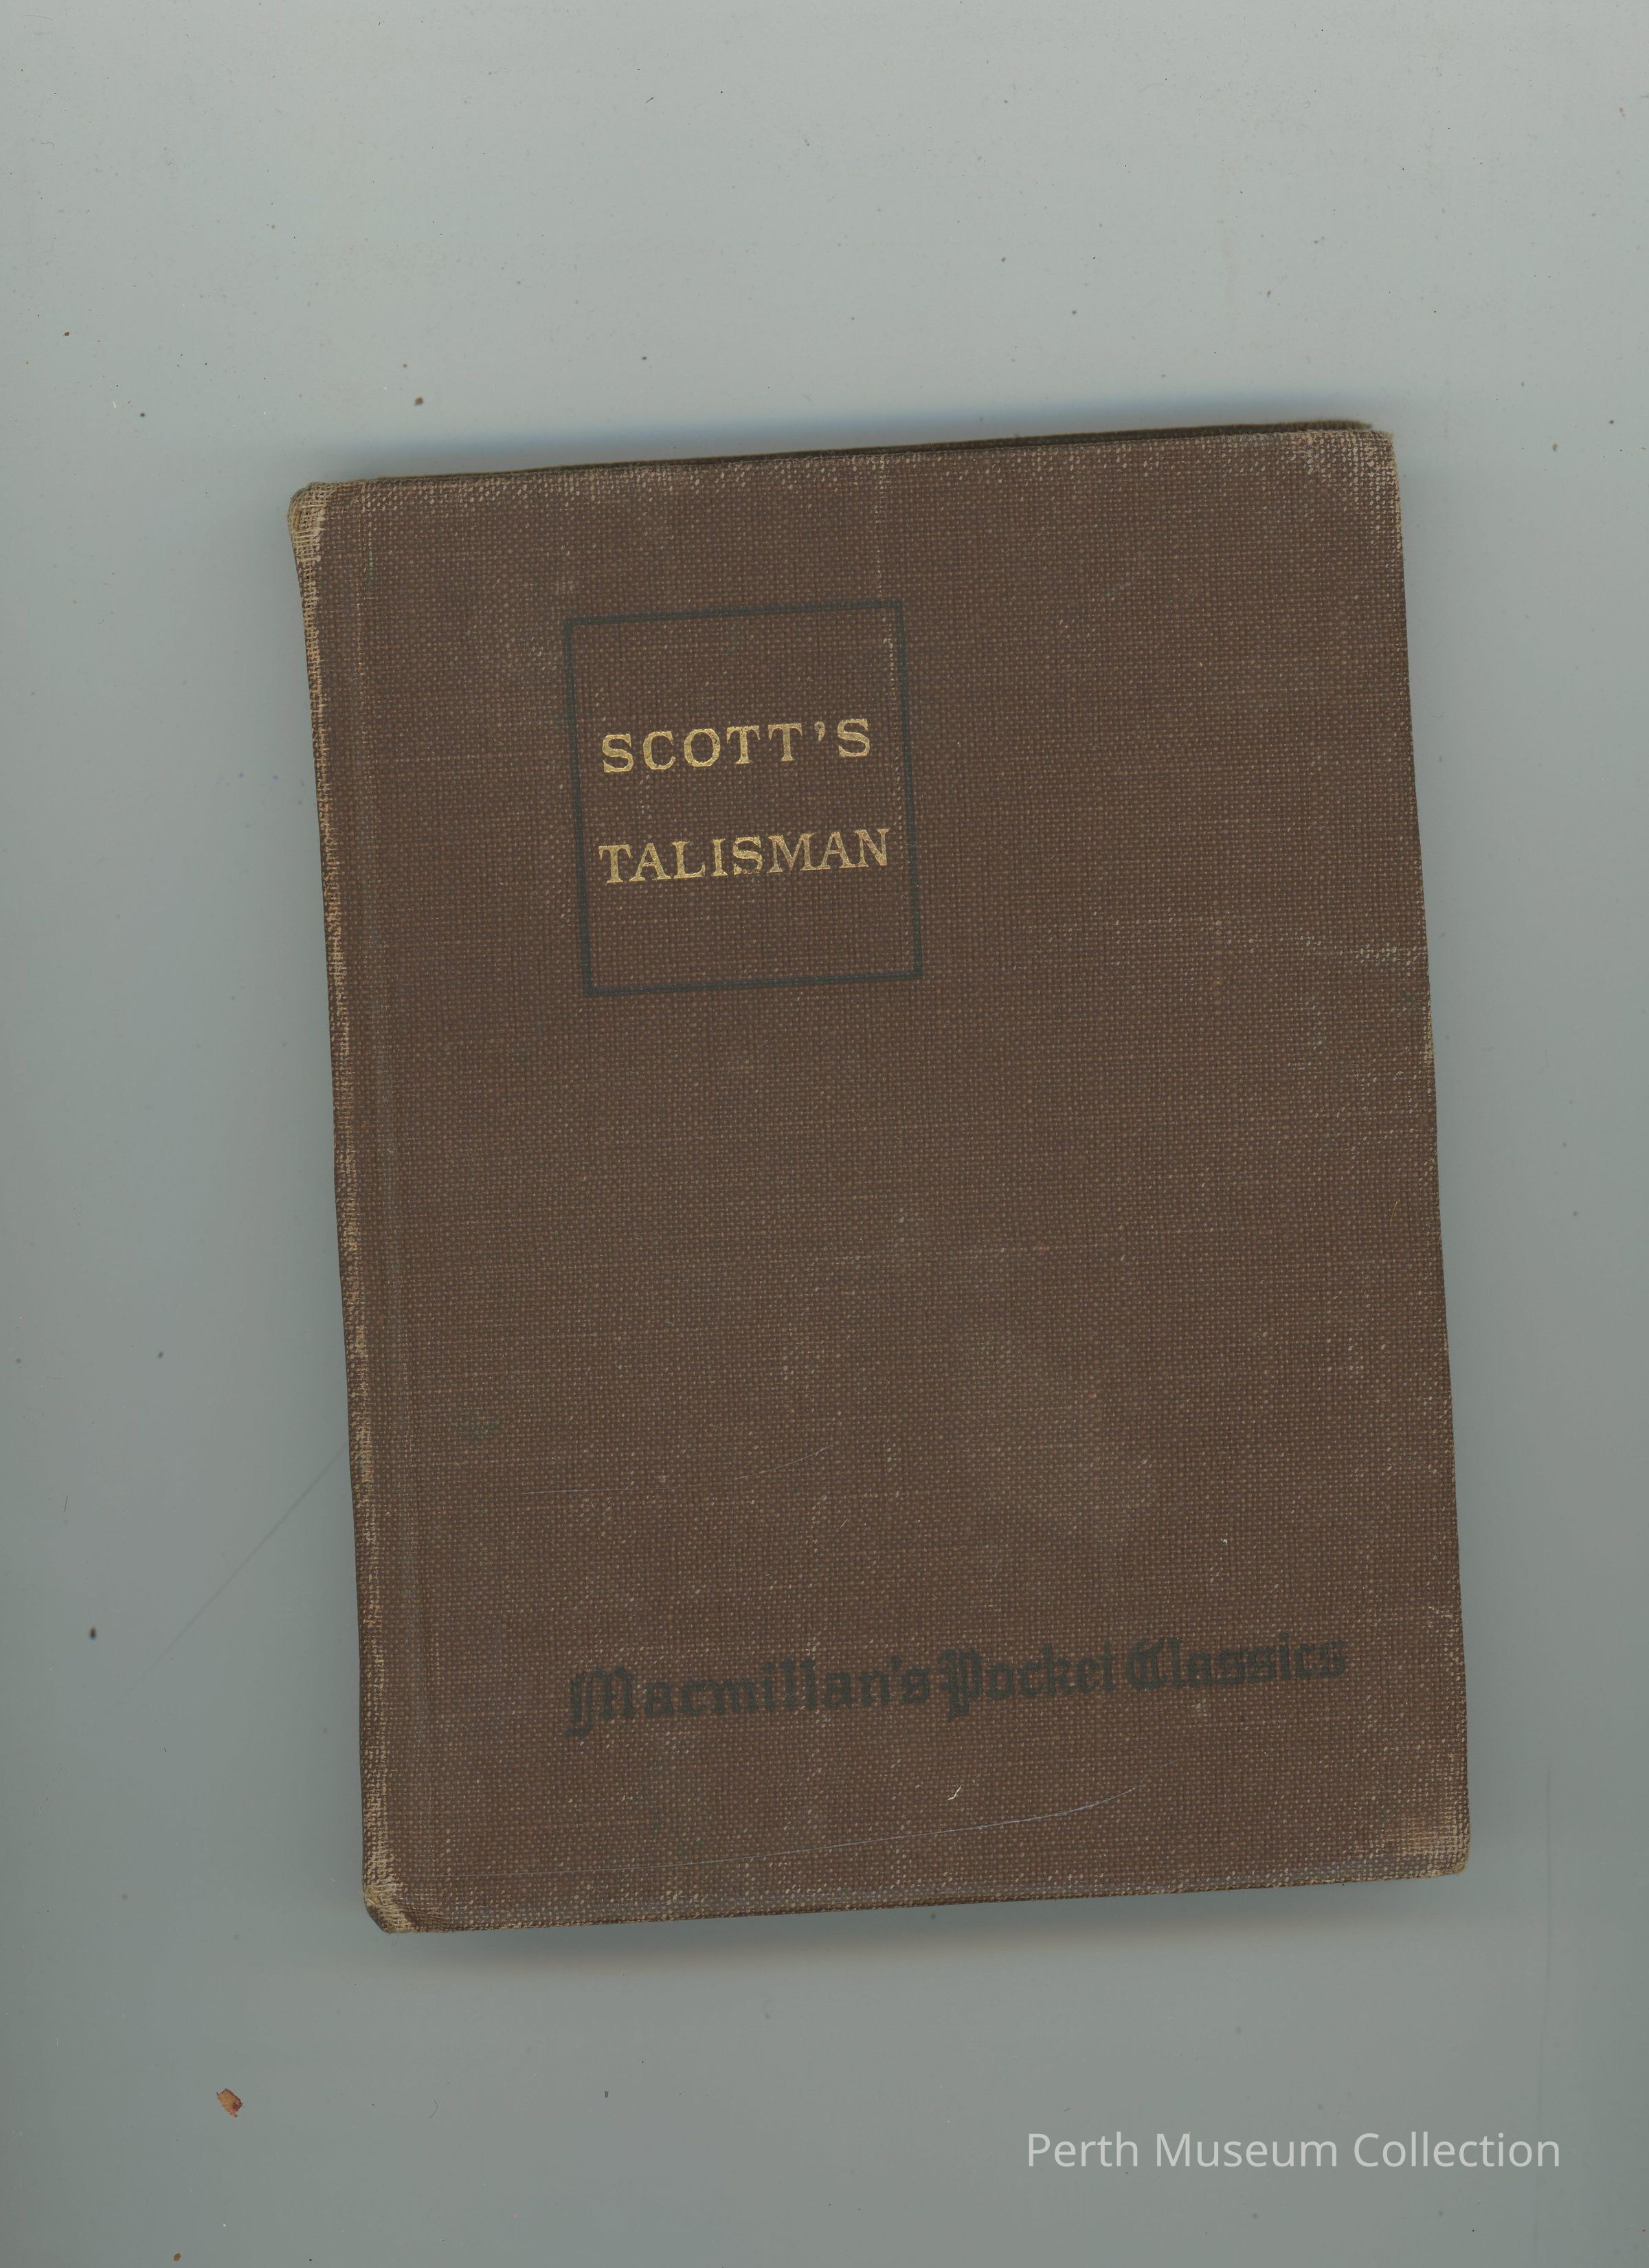 SCOTT'S
TALISMAN
Macmillan's Pocket Classics
Perth Museum Collection